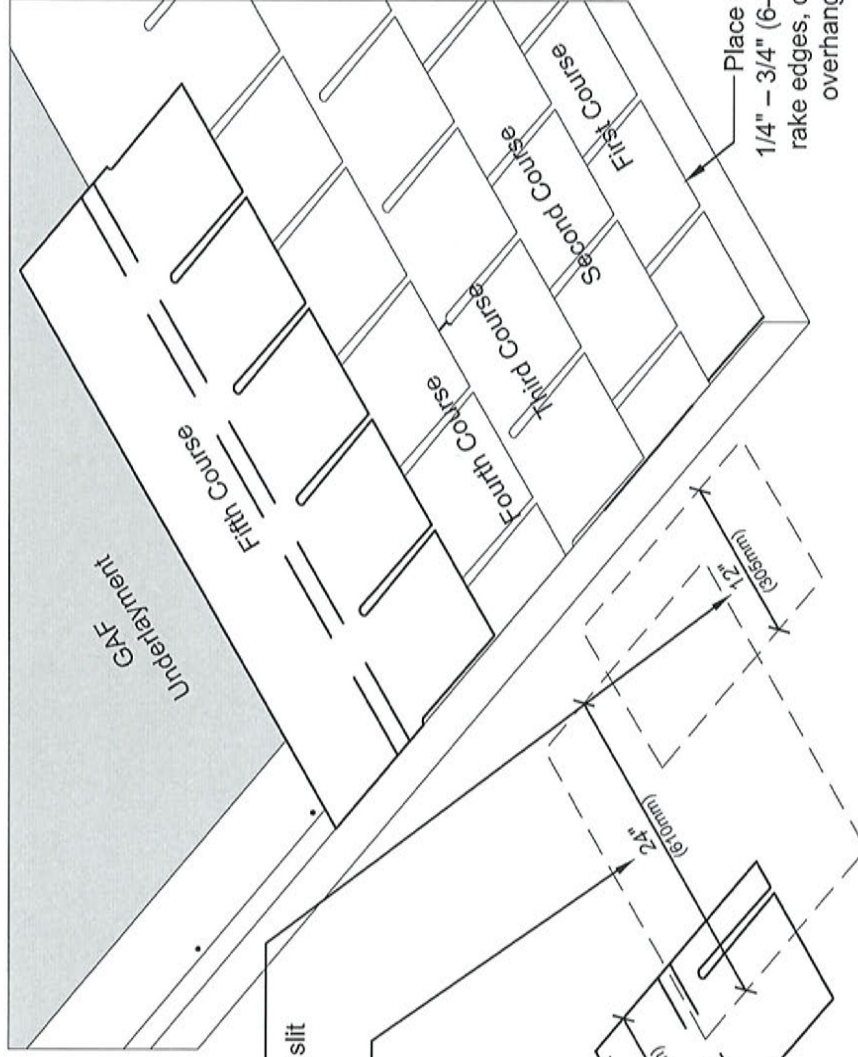 GAF
Underlayment
Fifth Course
Fourth Course
Third Course
Second Course
First Course
Place
1/4" – 3/4" (6-
rake edges,
overhang
slit
24"
(610mm)
12"
(305mm)